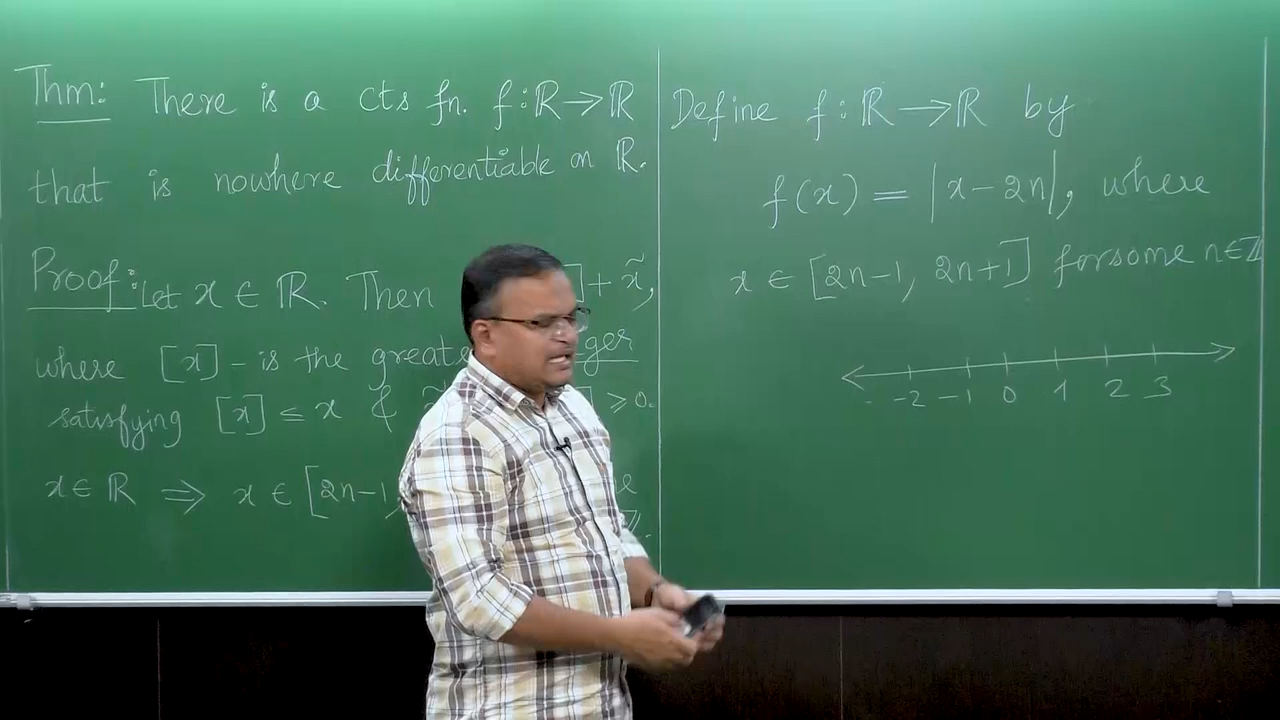 Thm: There is a cts fn. f: ℝ → ℝ
that is nowhere differentiable on ℝ.
Proof: Let x ∈ ℝ. Then ] + x̃,
where [x] – is the greate ger
satisfying [x] ≤ x & ] ≥ 0.
x ∈ ℝ ⇒ x ∈ [2n–1,
Define f: ℝ → ℝ by
f(x) = |x – 2n|, where
x ∈ [2n–1, 2n+1] for some n ∈ ℤ
-2 -1 0 1 2 3